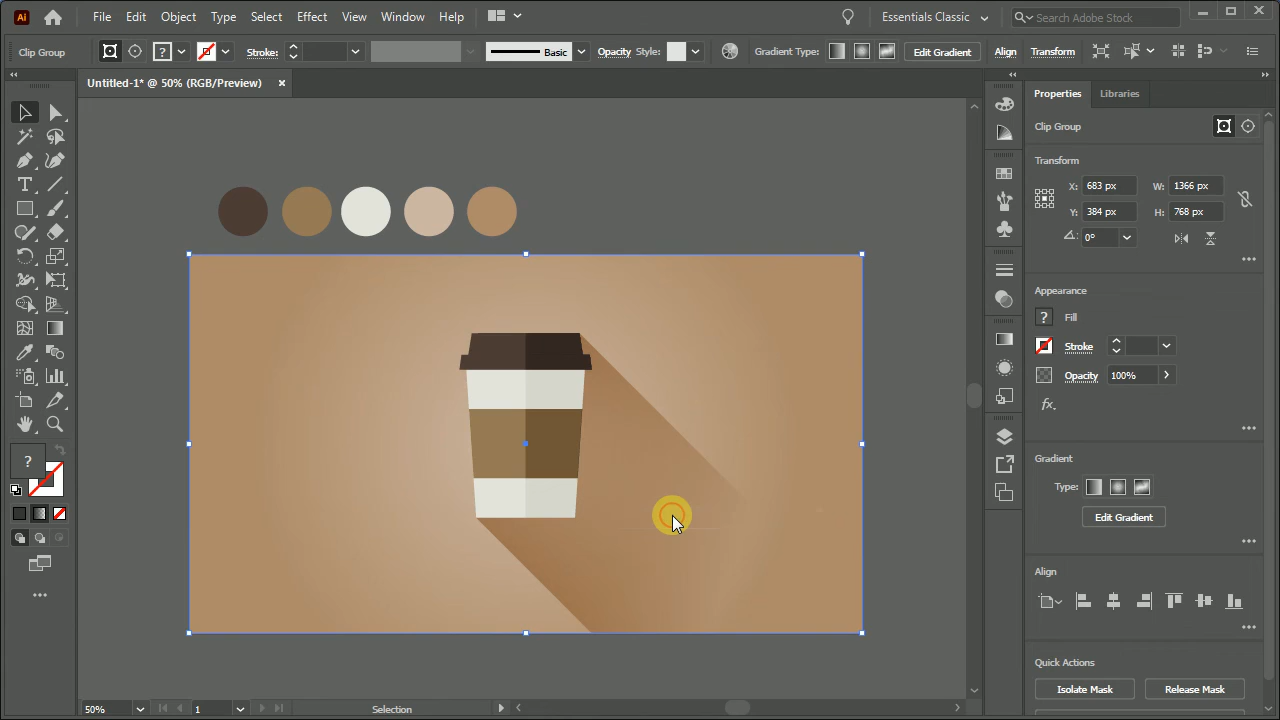 Ai File Edit Object Type Select Effect View Window Help Essentials Classic Search Adobe Stock
Clip Group ? Stroke: Basic Opacity Style: Gradient Type: Edit Gradient Align Transform
Untitled-1* @ 50% (RGB/Preview) ×
Properties Libraries
Clip Group
Transform
X: 683 px W: 1366 px
Y: 384 px H: 768 px
0°
Appearance
? Fill
Stroke
Opacity 100%
fx.
Gradient
Type:
Edit Gradient
Align
Quick Actions
Isolate Mask Release Mask
?
50% 1 Selection